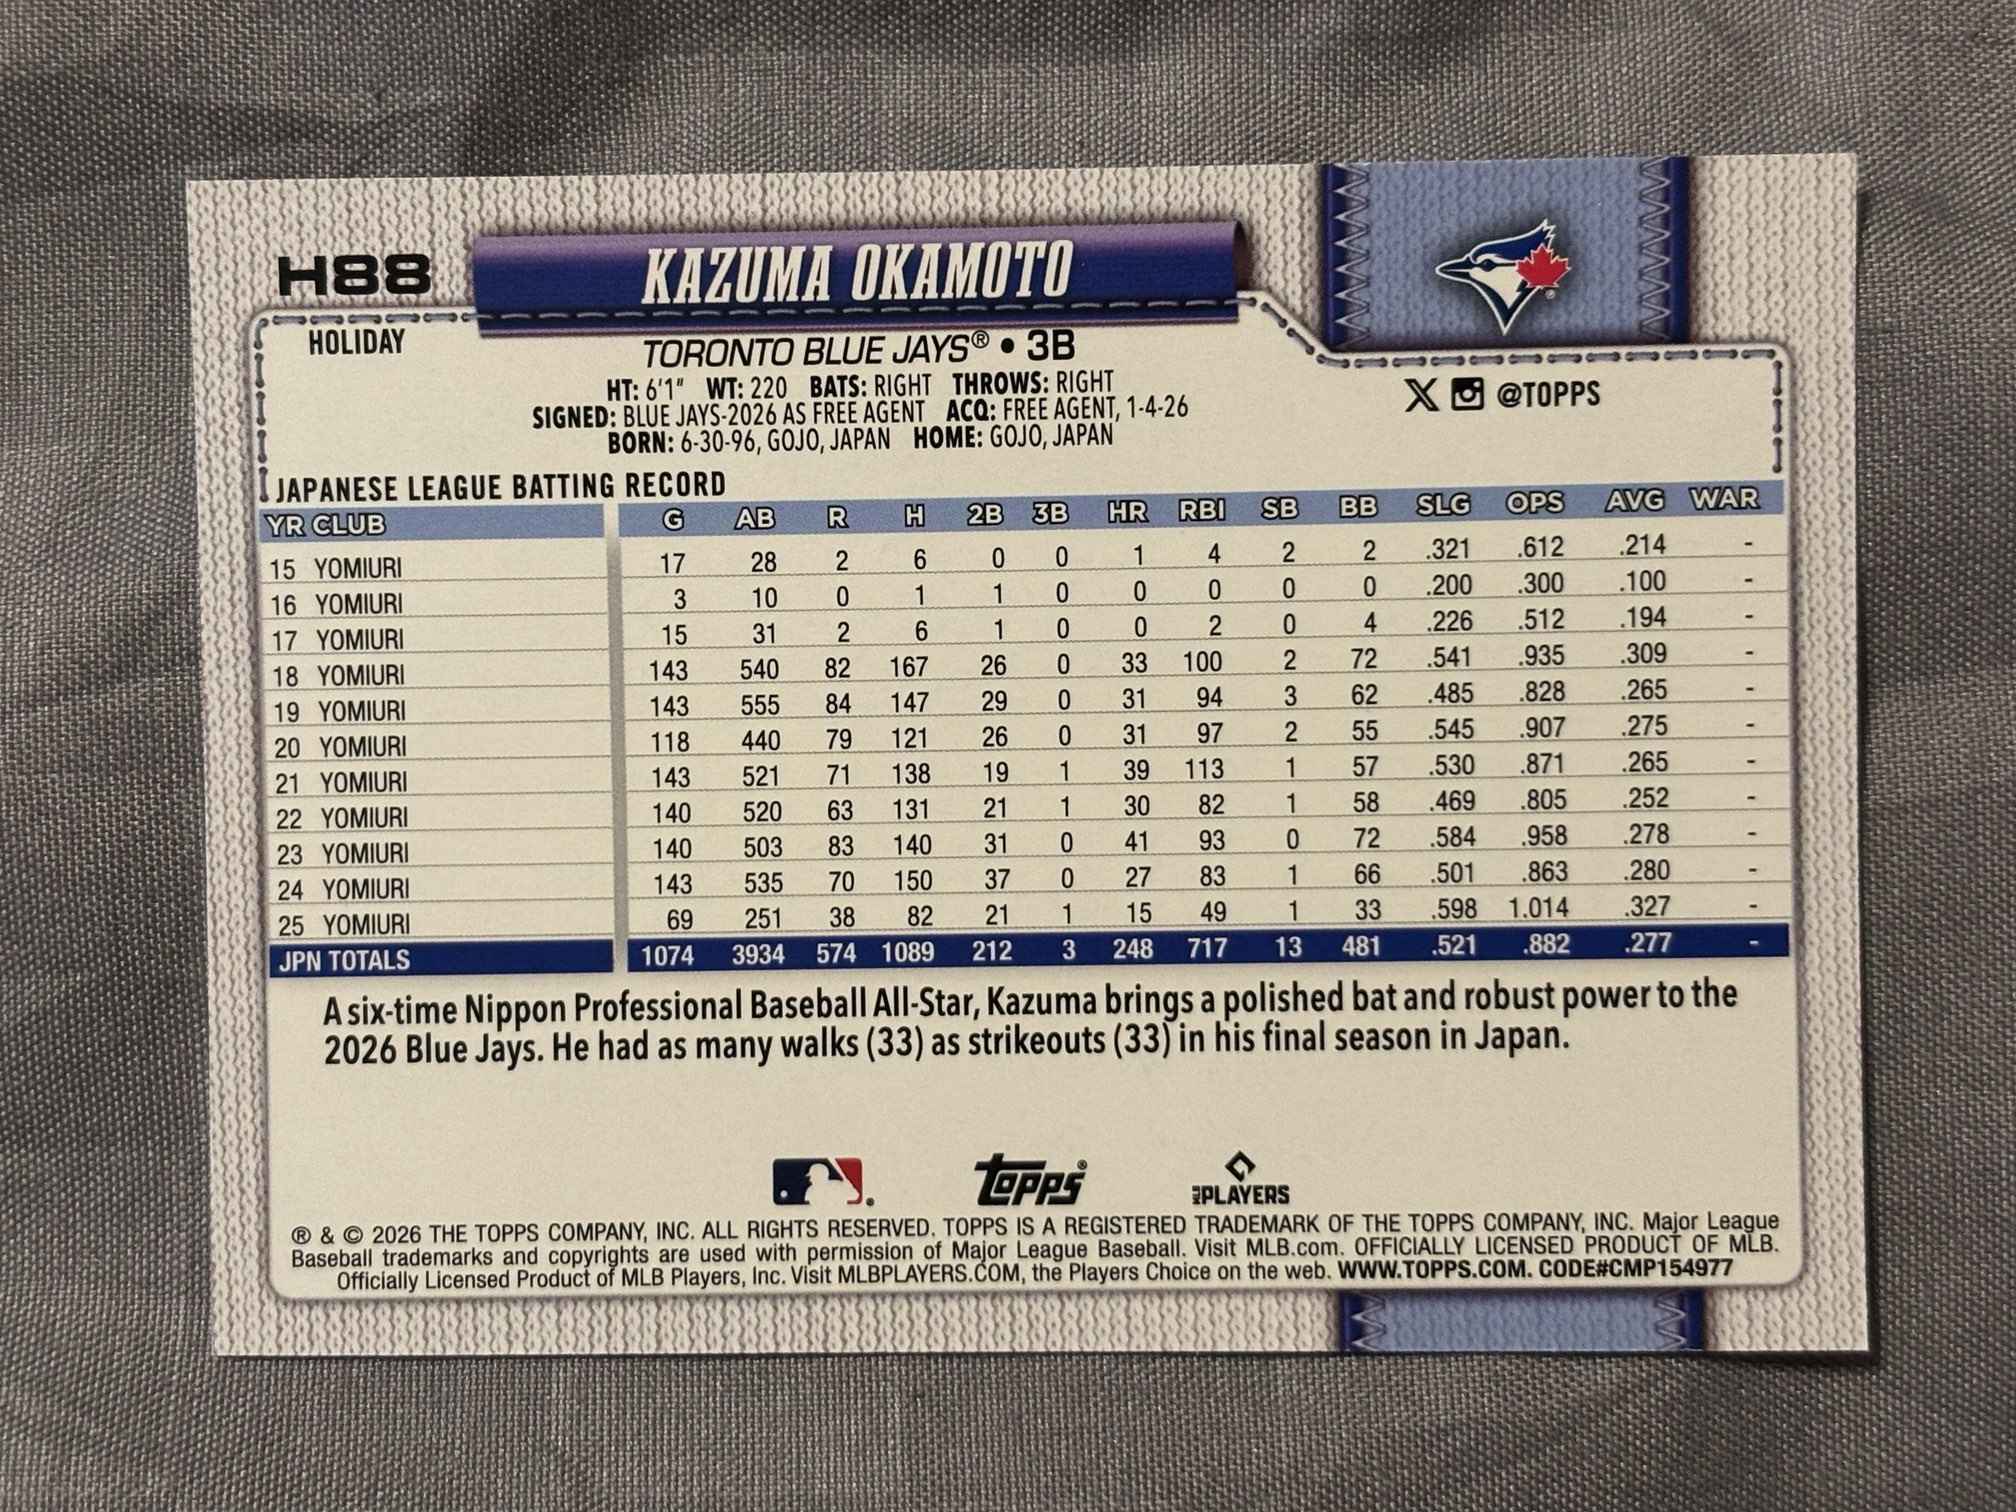 H88
KAZUMA OKAMOTO
HOLIDAY
TORONTO BLUE JAYS® • 3B
HT: 6'1" WT: 220 BATS: RIGHT THROWS: RIGHT
SIGNED: BLUE JAYS-2026 AS FREE AGENT ACQ: FREE AGENT, 1-4-26
BORN: 6-30-96, GOJO, JAPAN HOME: GOJO, JAPAN
@TOPPS
JAPANESE LEAGUE BATTING RECORD
YR CLUB G AB R H 2B 3B HR RBI SB BB SLG OPS AVG WAR
15 YOMIURI 17 28 2 6 0 0 1 4 2 2 .321 .612 .214 -
16 YOMIURI 3 10 0 1 1 0 0 0 0 0 .200 .300 .100 -
17 YOMIURI 15 31 2 6 1 0 0 2 0 4 .226 .512 .194 -
18 YOMIURI 143 540 82 167 26 0 33 100 2 72 .541 .935 .309 -
19 YOMIURI 143 555 84 147 29 0 31 94 3 62 .485 .828 .265 -
20 YOMIURI 118 440 79 121 26 0 31 97 2 55 .545 .907 .275 -
21 YOMIURI 143 521 71 138 19 1 39 113 1 57 .530 .871 .265 -
22 YOMIURI 140 520 63 131 21 1 30 82 1 58 .469 .805 .252 -
23 YOMIURI 140 503 83 140 31 0 41 93 0 72 .584 .958 .278 -
24 YOMIURI 143 535 70 150 37 0 27 83 1 66 .501 .863 .280 -
25 YOMIURI 69 251 38 82 21 1 15 49 1 33 .598 1.014 .327 -
JPN TOTALS 1074 3934 574 1089 212 3 248 717 13 481 .521 .882 .277 -
A six-time Nippon Professional Baseball All-Star, Kazuma brings a polished bat and robust power to the
2026 Blue Jays. He had as many walks (33) as strikeouts (33) in his final season in Japan.
Topps®
MLB PLAYERS
® & © 2026 THE TOPPS COMPANY, INC. ALL RIGHTS RESERVED. TOPPS IS A REGISTERED TRADEMARK OF THE TOPPS COMPANY, INC. Major League
Baseball trademarks and copyrights are used with permission of Major League Baseball. Visit MLB.com. OFFICIALLY LICENSED PRODUCT OF MLB.
Officially Licensed Product of MLB Players, Inc. Visit MLBPLAYERS.COM, the Players Choice on the web. WWW.TOPPS.COM. CODE#CMP154977